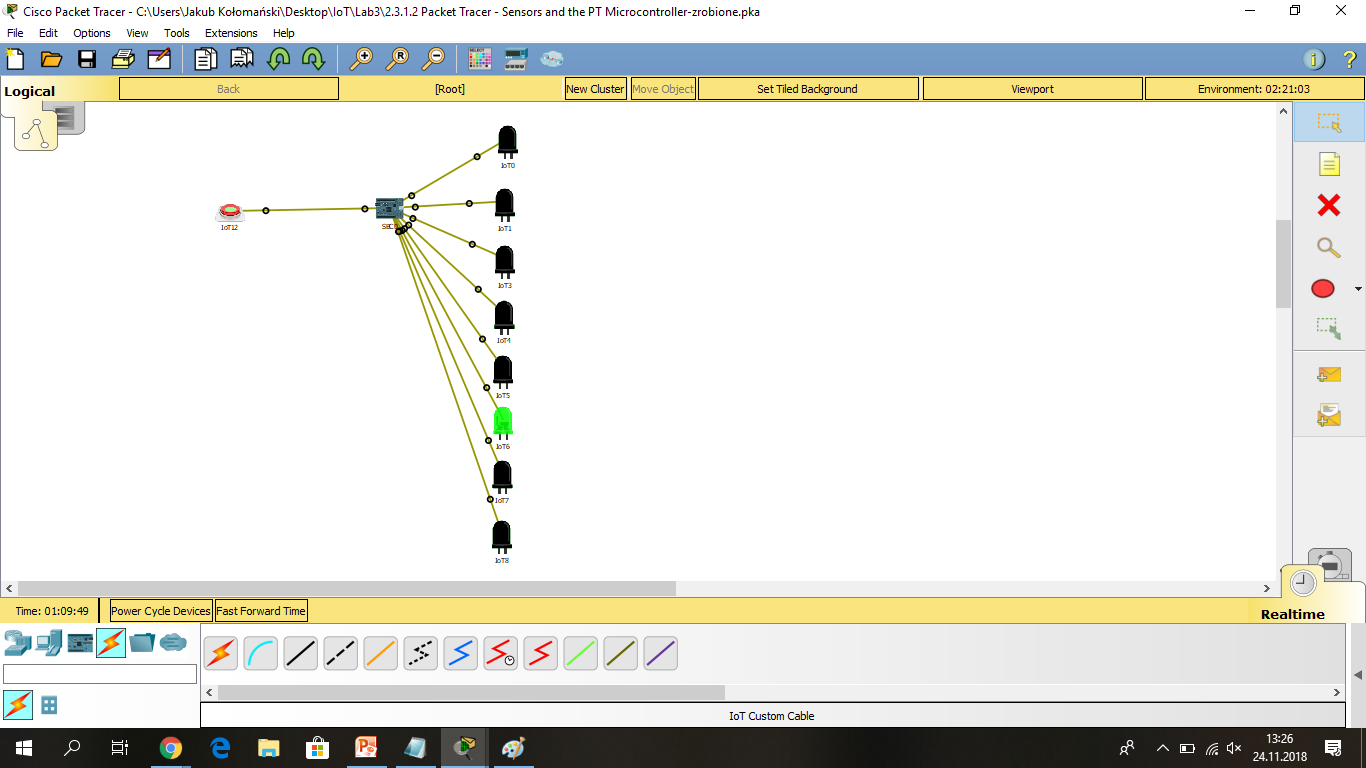 Cisco Packet Tracer - C:\Users\Jakub Kołomański\Desktop\IoT\Lab3\2.3.1.2 Packet Tracer - Sensors and the PT Microcontroller-zrobione.pka
File Edit Options View Tools Extensions Help
SELECT
R
i ?
Logical
Back
[Root]
New Cluster
Move Object
Set Tiled Background
Viewport
Environment: 02:21:03
IoT0
IoT12
IoT1
IoT3
IoT4
IoT5
IoT6
IoT7
IoT8
Time: 01:09:49
Power Cycle Devices
Fast Forward Time
Realtime
IoT Custom Cable
13:26
24.11.2018